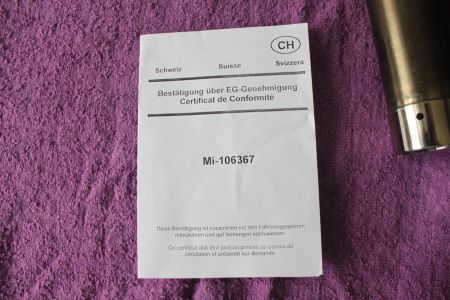 CH
Schweiz Suisse Svizzera
Bestätigung über EG-Genehmigung
Certificat de Conformité
Mi-106367
Diese Bestätigung ist zusammen mit den Fahrzeugpapieren
mitzuführen und auf Verlangen vorzuweisen.
Ce certificat doit être joint en annexe au permis de
circulation et présenté sur demande.